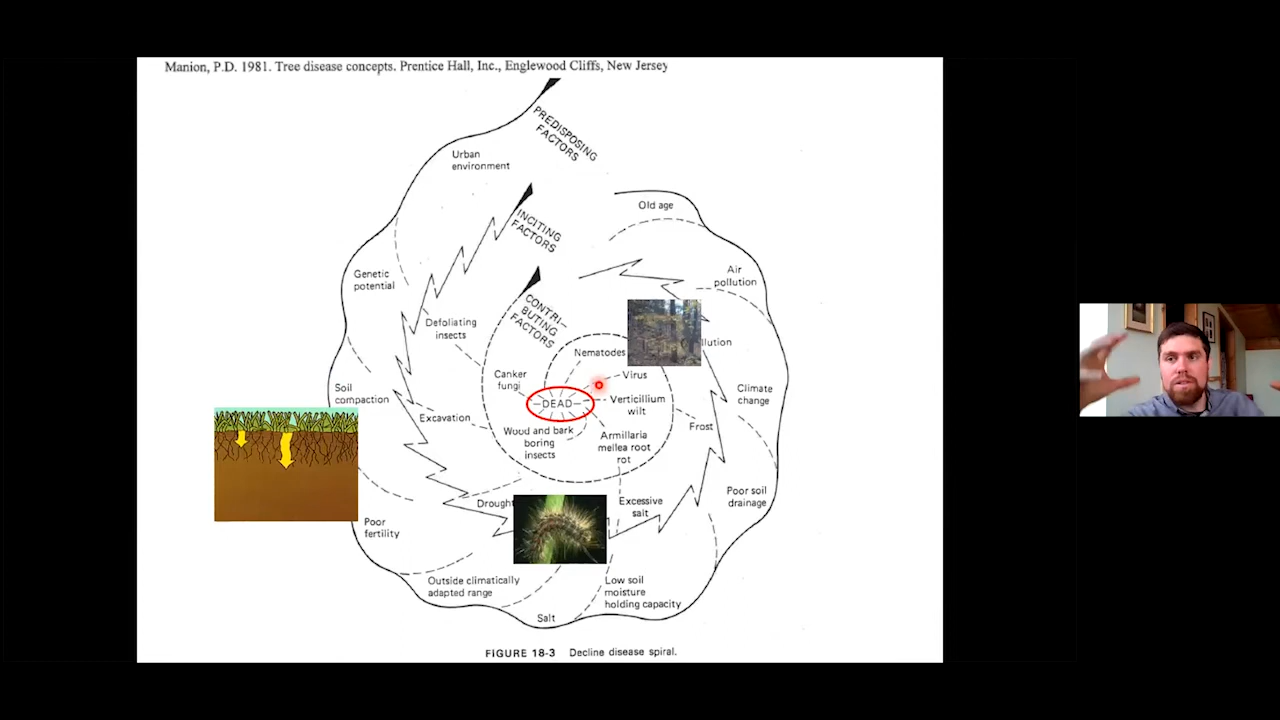 Manion, P.D. 1981. Tree disease concepts. Prentice Hall, Inc., Englewood Cliffs, New Jersey
PREDISPOSING
FACTORS
Urban
environment
Old age
INCITING
FACTORS
Genetic
potential
Air
pollution
CONTRI–
BUTING
FACTORS
Defoliating
insects
llution
Nematodes
Canker
fungi
Virus
Soil
compaction
Climate
change
DEAD
Verticillium
wilt
Excavation
Frost
Wood and bark
boring
insects
Armillaria
mellea root
rot
Poor soil
drainage
Drought
Excessive
salt
Poor
fertility
Outside climatically
adapted range
Low soil
moisture
holding capacity
Salt
FIGURE 18-3 Decline disease spiral.